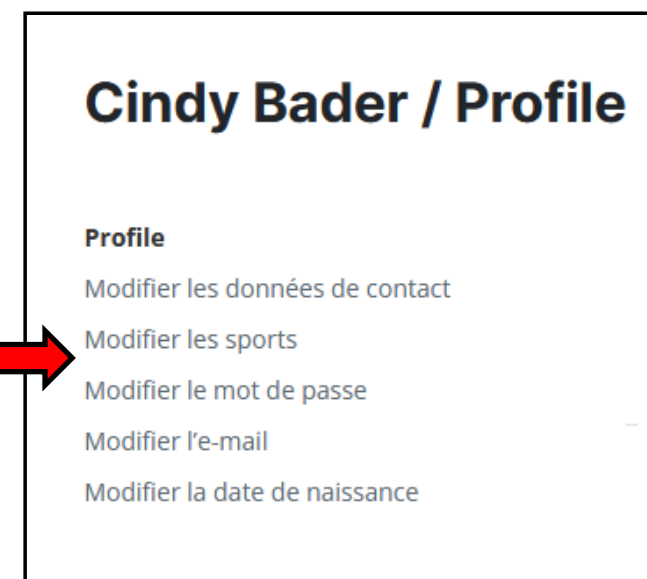 Cindy Bader / Profile
Profile
Modifier les données de contact
Modifier les sports
Modifier le mot de passe
Modifier l’e-mail
Modifier la date de naissance